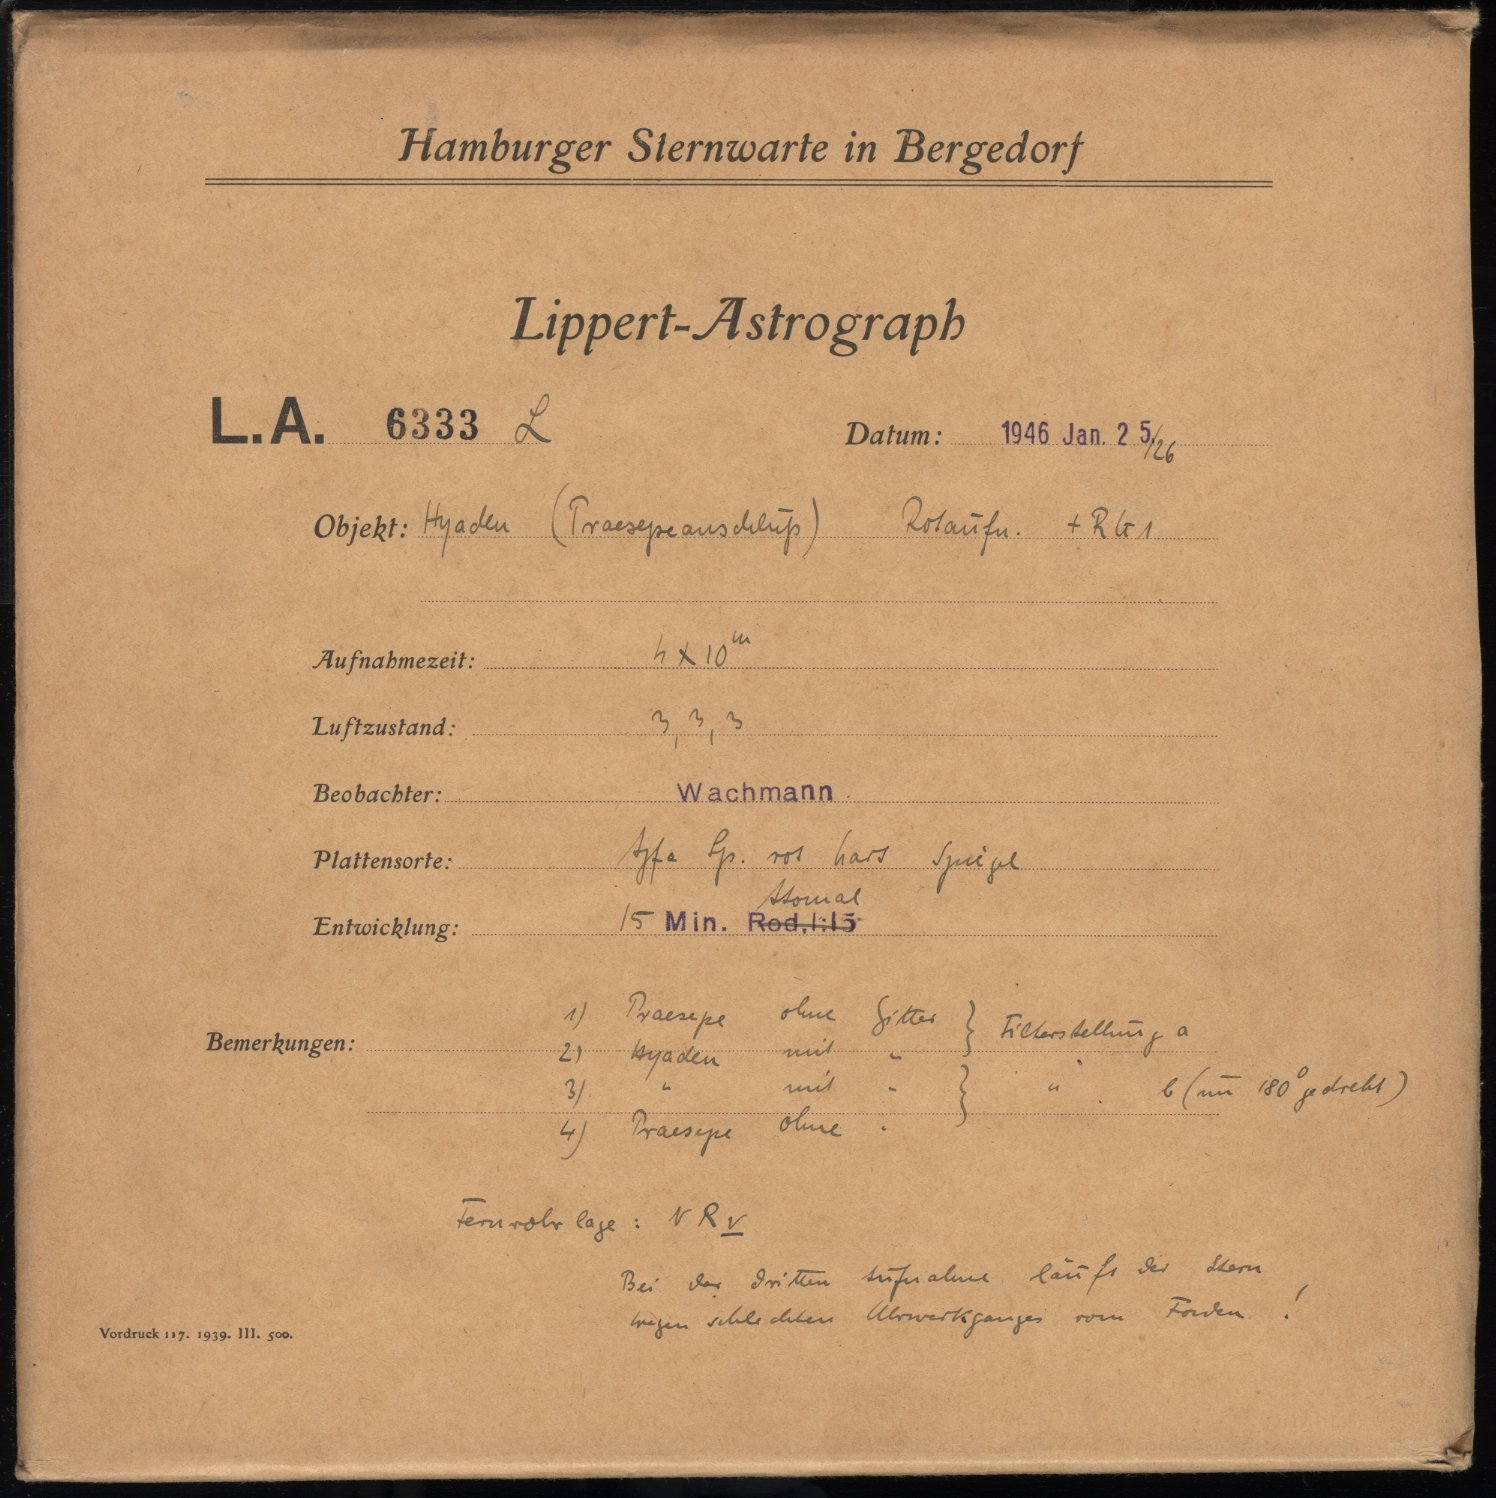 Hamburger Sternwarte in Bergedorf
Lippert-Astrograph
L.A. 6333 L Datum: 1946 Jan. 25/26
Objekt: Hyaden (Praesepeanschluß) Rotaufn. + RG1
Aufnahmezeit: 4 x 10 m
Luftzustand: 3, 3, 3
Beobachter: Wachmann
Plattensorte: Agfa Sp. rot hart Spiegel
Atomal
Entwicklung: 15 Min. Rod. 1:15
1) Praesepe ohne Gitter } Filterstellung a
Bemerkungen: 2) Hyaden mit "
3) " mit " } " b (um 180° gedreht)
4) Praesepe ohne "
Fernrohrlage: V R V
Bei der dritten Aufnahme läuft der Stern
wegen schlechten Uhrwerkganges vom Faden !
Vordruck 117. 1939. III. 500.